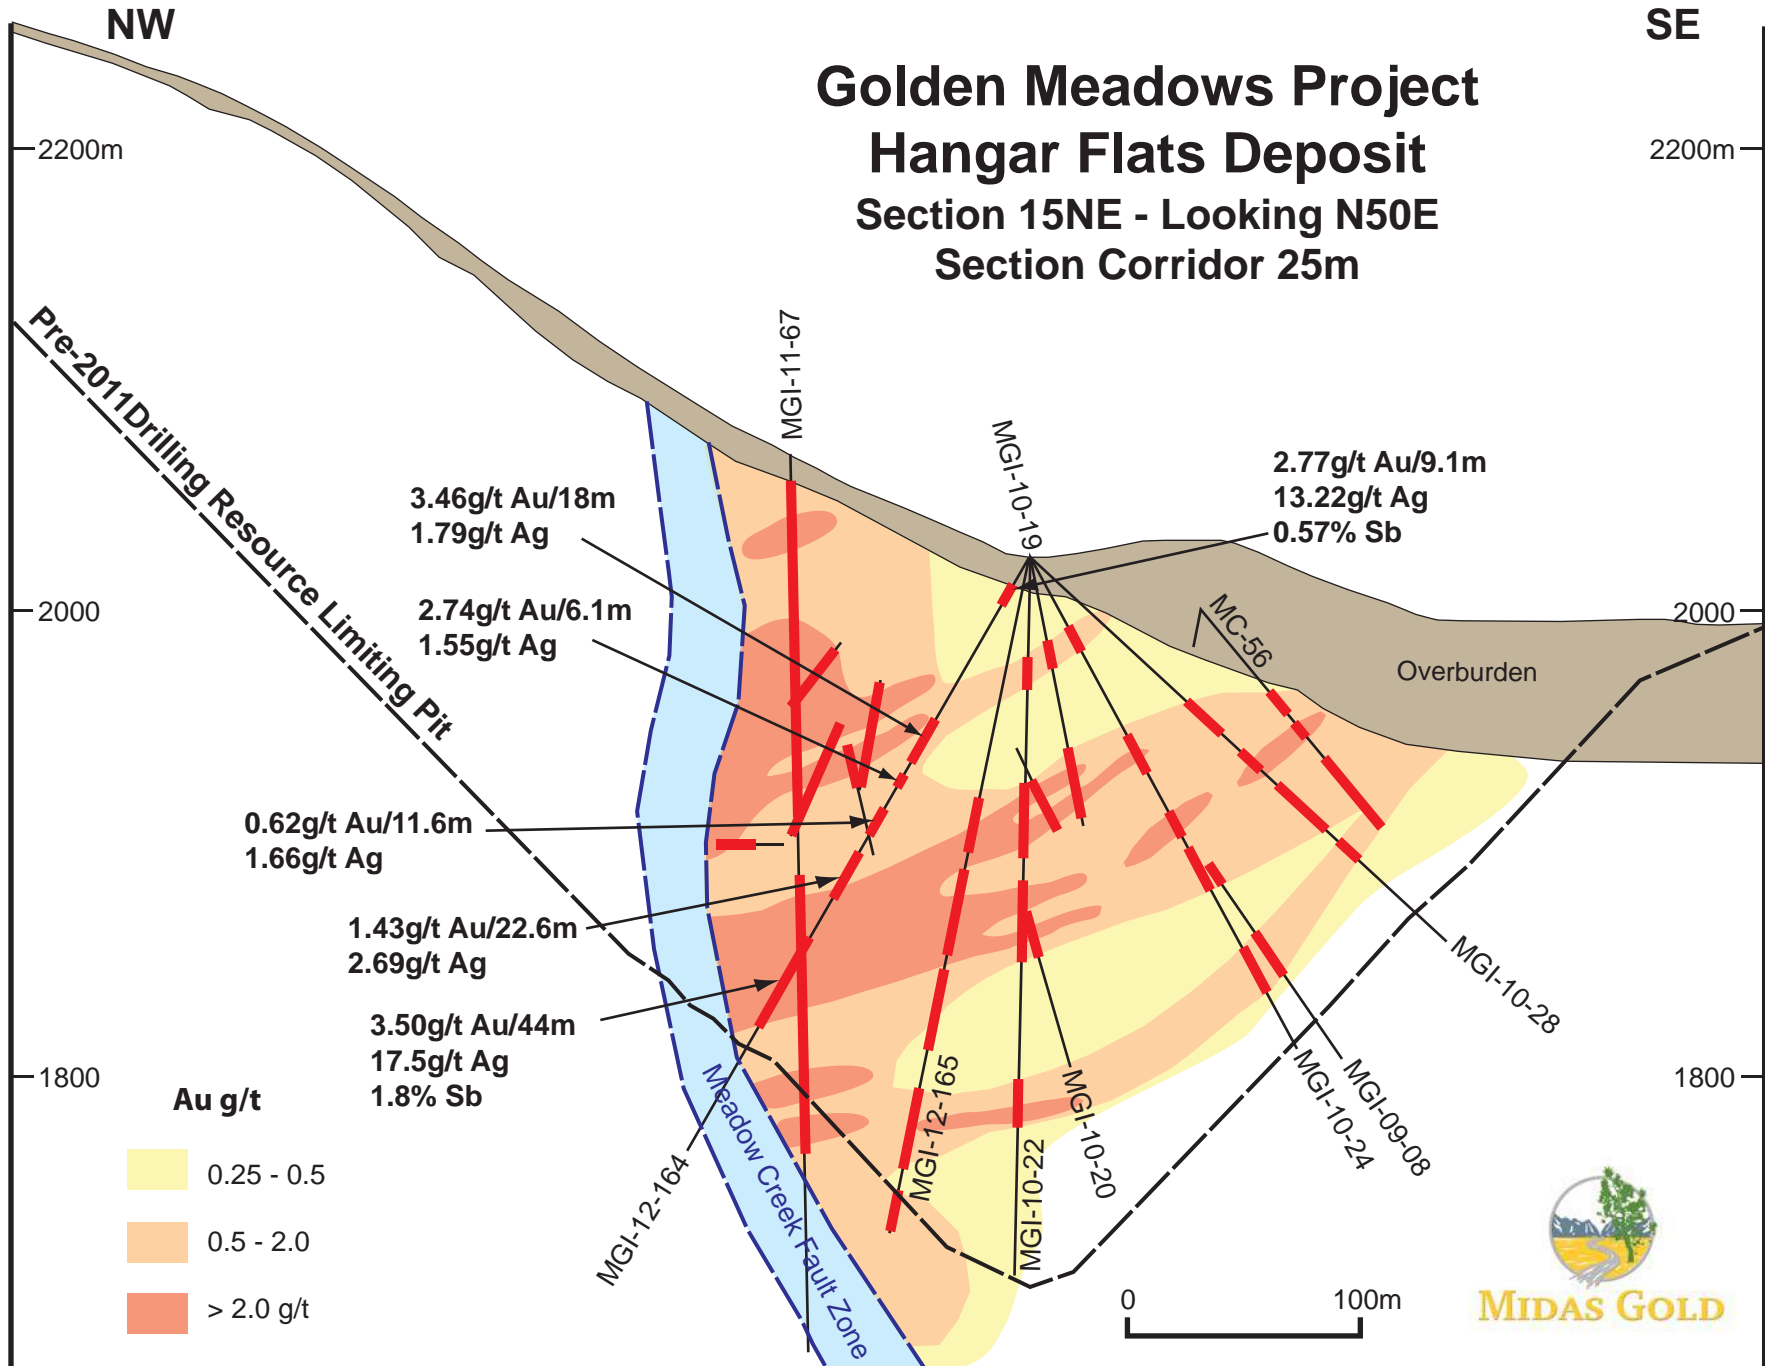 NW
SE
Golden Meadows Project
Hangar Flats Deposit
Section 15NE - Looking N50E
Section Corridor 25m
2200m
2200m
Pre-2011Drilling Resource Limiting Pit
MGI-11-67
MGI-10-19
2.77g/t Au/9.1m
13.22g/t Ag
0.57% Sb
3.46g/t Au/18m
1.79g/t Ag
2000
2000
2.74g/t Au/6.1m
1.55g/t Ag
MC-56
Overburden
0.62g/t Au/11.6m
1.66g/t Ag
1.43g/t Au/22.6m
2.69g/t Ag
3.50g/t Au/44m
17.5g/t Ag
1.8% Sb
1800
1800
MGI-10-28
MGI-09-08
MGI-10-24
MGI-10-20
MGI-10-22
MGI-12-165
MGI-12-164
Meadow Creek Fault Zone
Au g/t
0.25 - 0.5
0.5 - 2.0
> 2.0 g/t
0
100m
MIDAS GOLD